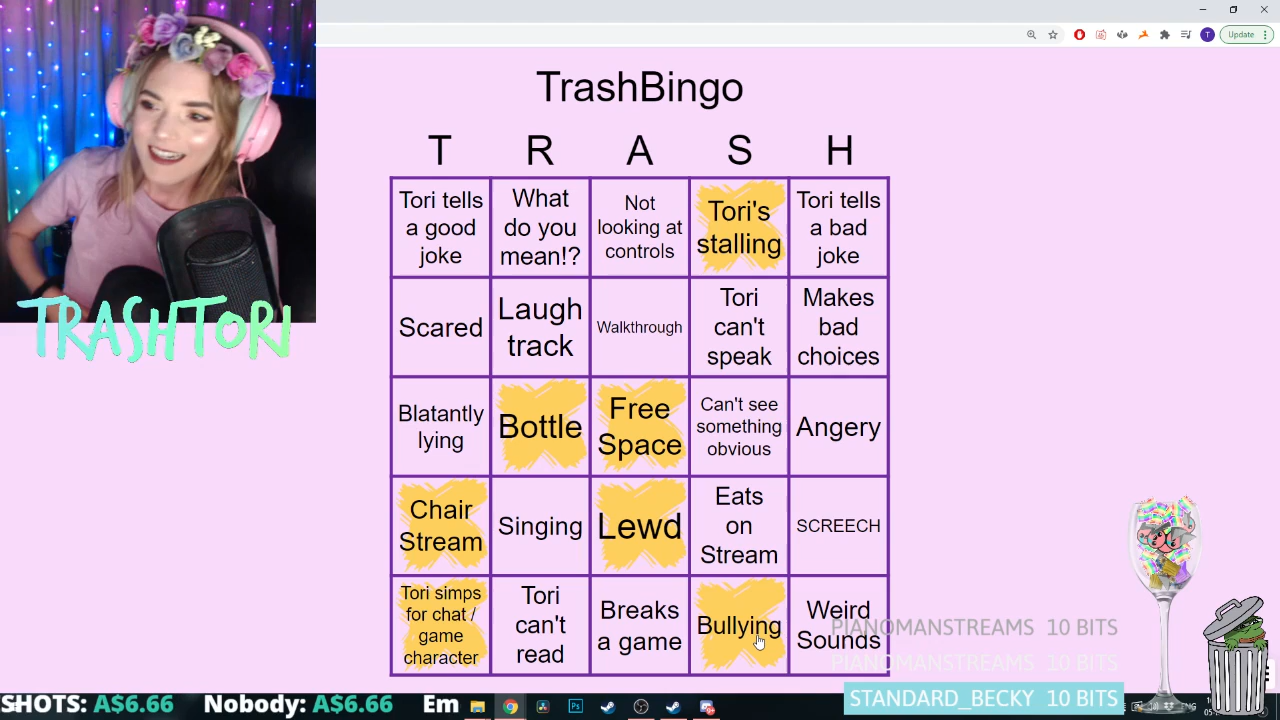 Update
TrashBingo
T R A S H
Tori tells
a good
joke
What
do you
mean!?
Not
looking at
controls
Tori's
stalling
Tori tells
a bad
joke
Scared
Laugh
track
Walkthrough
Tori
can't
speak
Makes
bad
choices
Blatantly
lying
Bottle
Free
Space
Can't see
something
obvious
Angery
Chair
Stream
Singing
Lewd
Eats
on
Stream
SCREECH
Tori simps
for chat /
game
character
Tori
can't
read
Breaks
a game
Bullying
Weird
Sounds
TRASHTORI
PIANOMANSTREAMS 10 BITS
PIANOMANSTREAMS 10 BITS
STANDARD_BECKY 10 BITS
SHOTS: A$6.66 Nobody: A$6.66 Em